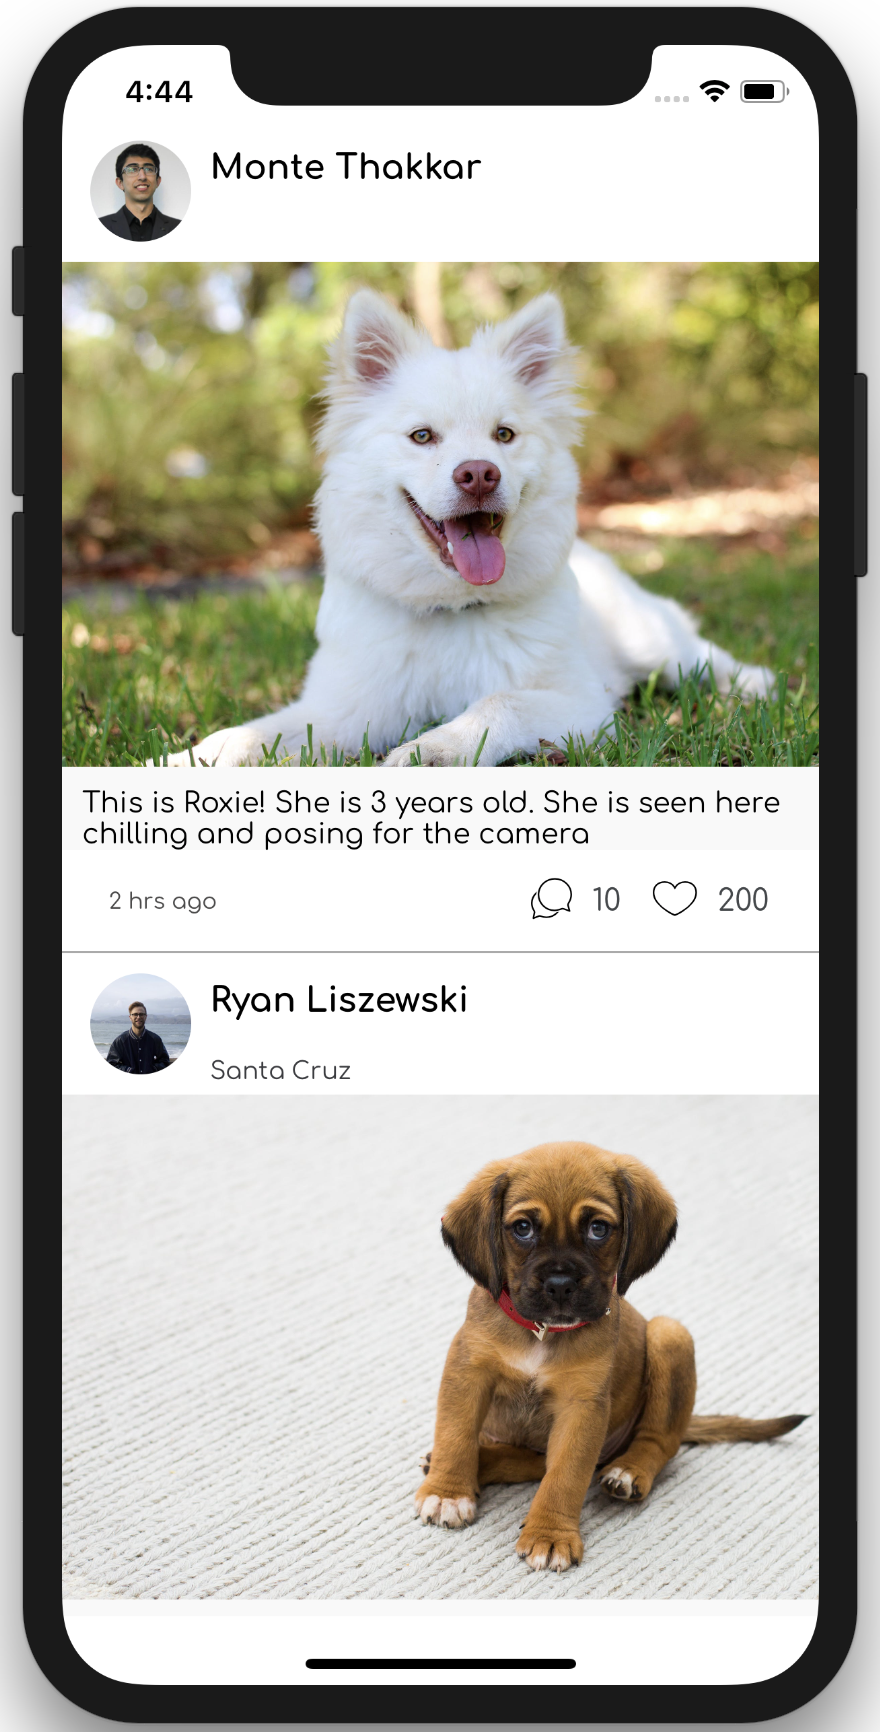 4:44
Monte Thakkar
This is Roxie! She is 3 years old. She is seen here
chilling and posing for the camera
2 hrs ago 10 200
Ryan Liszewski
Santa Cruz